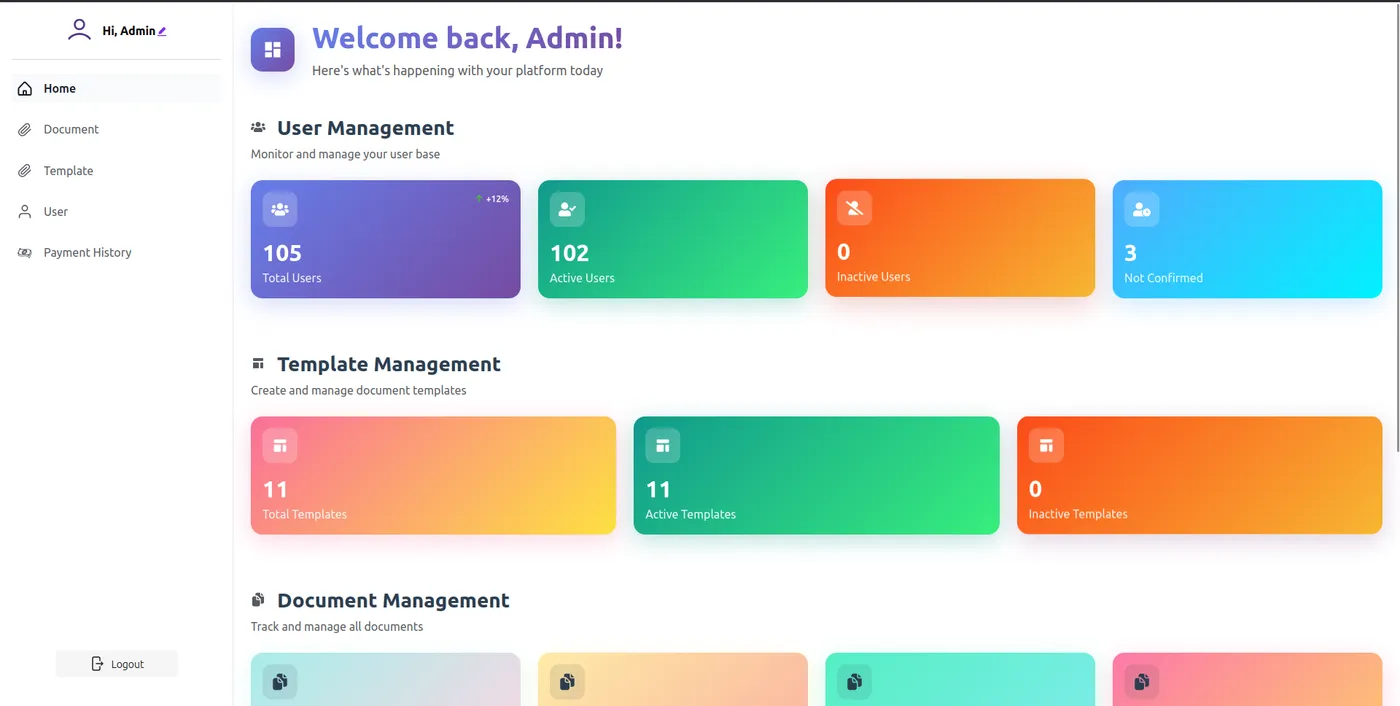 Hi, Admin
Home
Document
Template
User
Payment History
Logout
Welcome back, Admin!
Here's what's happening with your platform today
User Management
Monitor and manage your user base
↑ +12%
105
Total Users
102
Active Users
0
Inactive Users
3
Not Confirmed
Template Management
Create and manage document templates
11
Total Templates
11
Active Templates
0
Inactive Templates
Document Management
Track and manage all documents